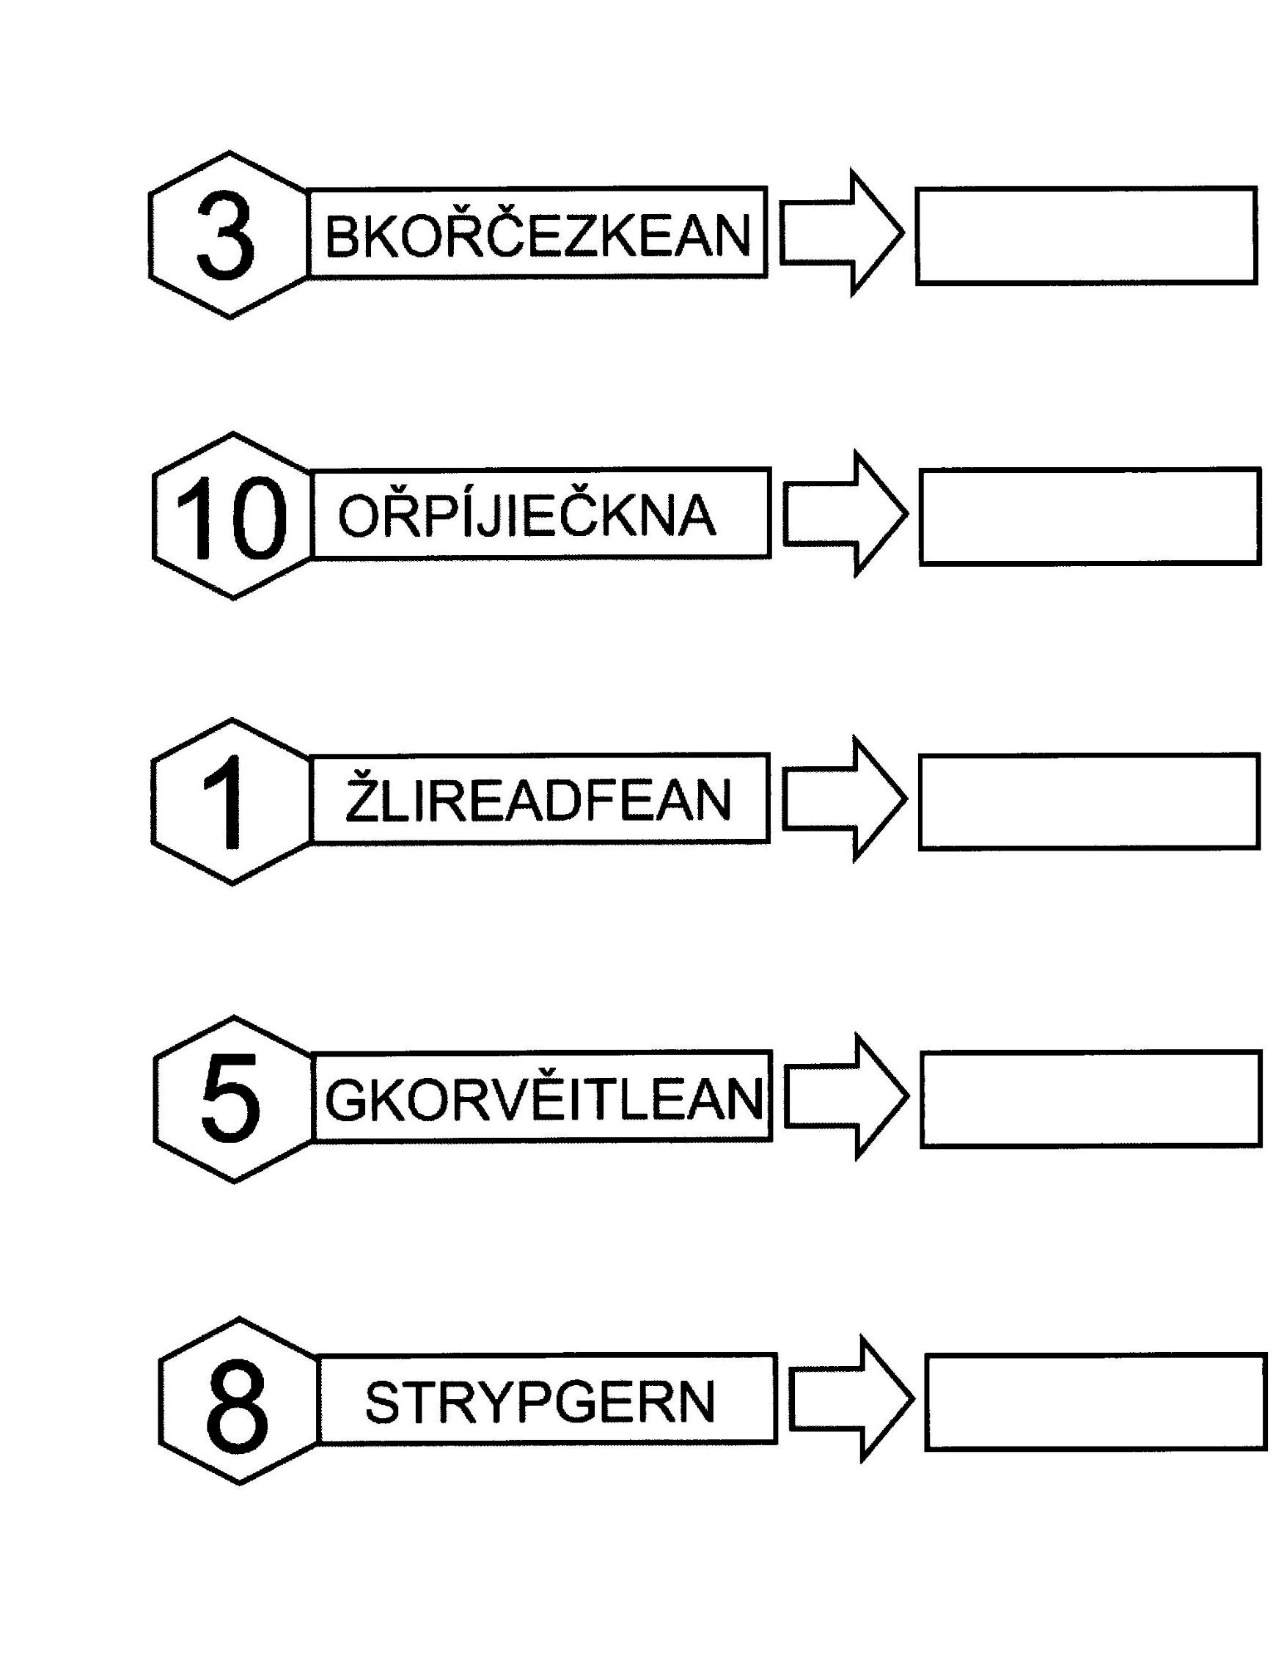 3 BKOŘČEZKEAN
10 OŘPÍJIEČKNA
1 ŽLIREADFEAN
5 GKORVĚITLEAN
8 STRYPGERN